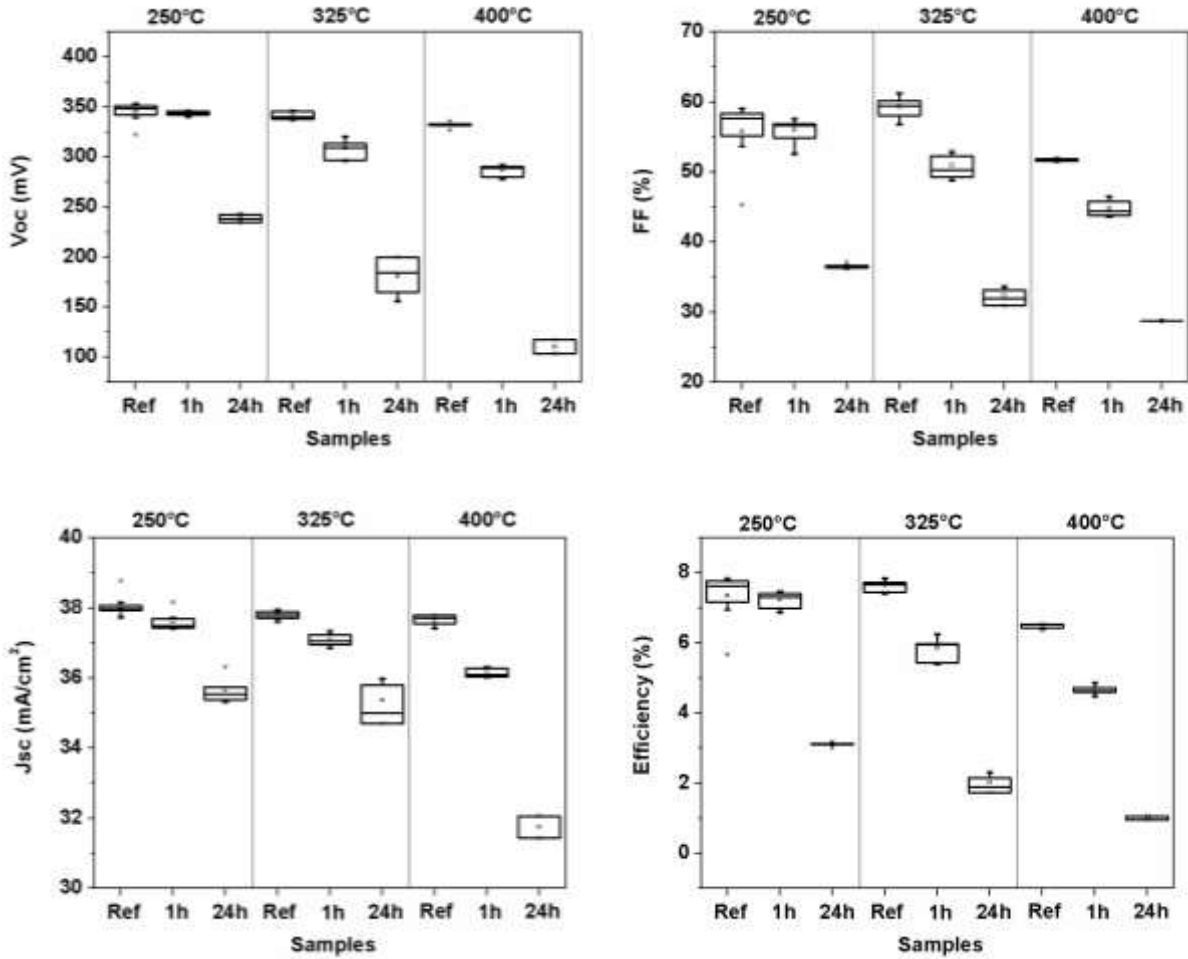 250°C 325°C 400°C
400
350
300
250
200
150
100
Voc (mV)
Ref 1h 24h Ref 1h 24h Ref 1h 24h
Samples
250°C 325°C 400°C
70
60
50
40
30
20
FF (%)
Ref 1h 24h Ref 1h 24h Ref 1h 24h
Samples
250°C 325°C 400°C
40
38
36
34
32
30
Jsc (mA/cm²)
Ref 1h 24h Ref 1h 24h Ref 1h 24h
Samples
250°C 325°C 400°C
8
6
4
2
0
Efficiency (%)
Ref 1h 24h Ref 1h 24h Ref 1h 24h
Samples